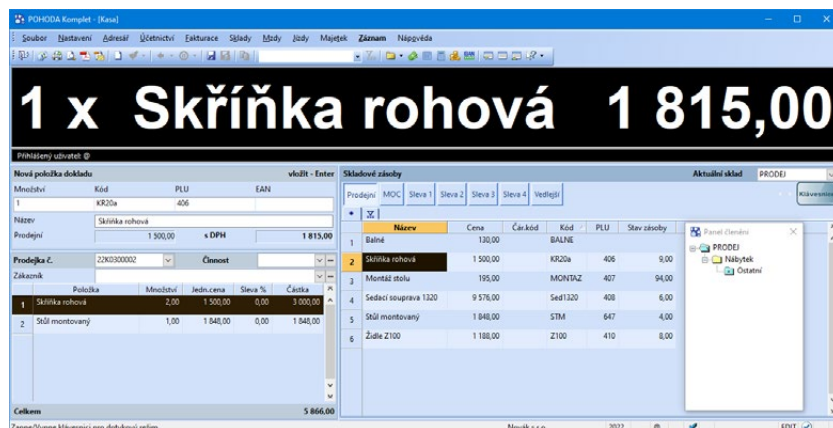 POHODA Komplet - [Kasa]
Soubor Nastavení Adresář Účetnictví Fakturace Sklady Mzdy Jízdy Majetek Záznam Nápověda
1 x Skříňka rohová 1 815,00
Přihlášený uživatel: @
Nová položka dokladu vložit - Enter
Množství Kód PLU EAN
1 KR20a 406
Název Skříňka rohová
Prodejní 1 500,00 s DPH 1 815,00
Prodejka č. 22K0300002 Činnost
Zákazník
Položka Množství Jedn.cena Sleva % Částka
1 Skříňka rohová 2,00 1 500,00 0,00 3 000,00
2 Stůl montovaný 1,00 1 848,00 0,00 1 848,00
Celkem 5 866,00
Skladové zásoby Aktuální sklad PRODEJ
Prodejní MOC Sleva 1 Sleva 2 Sleva 3 Sleva 4 Vedlejší Klávesnice
Název Cena Čár.kód Kód PLU Stav zásoby
1 Balné 130,00 BALNE
2 Skříňka rohová 1 500,00 KR20a 406 9,00
3 Montáž stolu 195,00 MONTAZ 407 94,00
4 Sedací souprava 1320 9 576,00 Sed1320 408 6,00
5 Stůl montovaný 1 848,00 STM 647 4,00
6 Židle Z100 1 188,00 Z100 410 8,00
Panel členění
PRODEJ
Nábytek
Ostatní
Zapne/Vypne klávesnici pro dotykový režim Novák s.r.o. 2022 @ EDIT